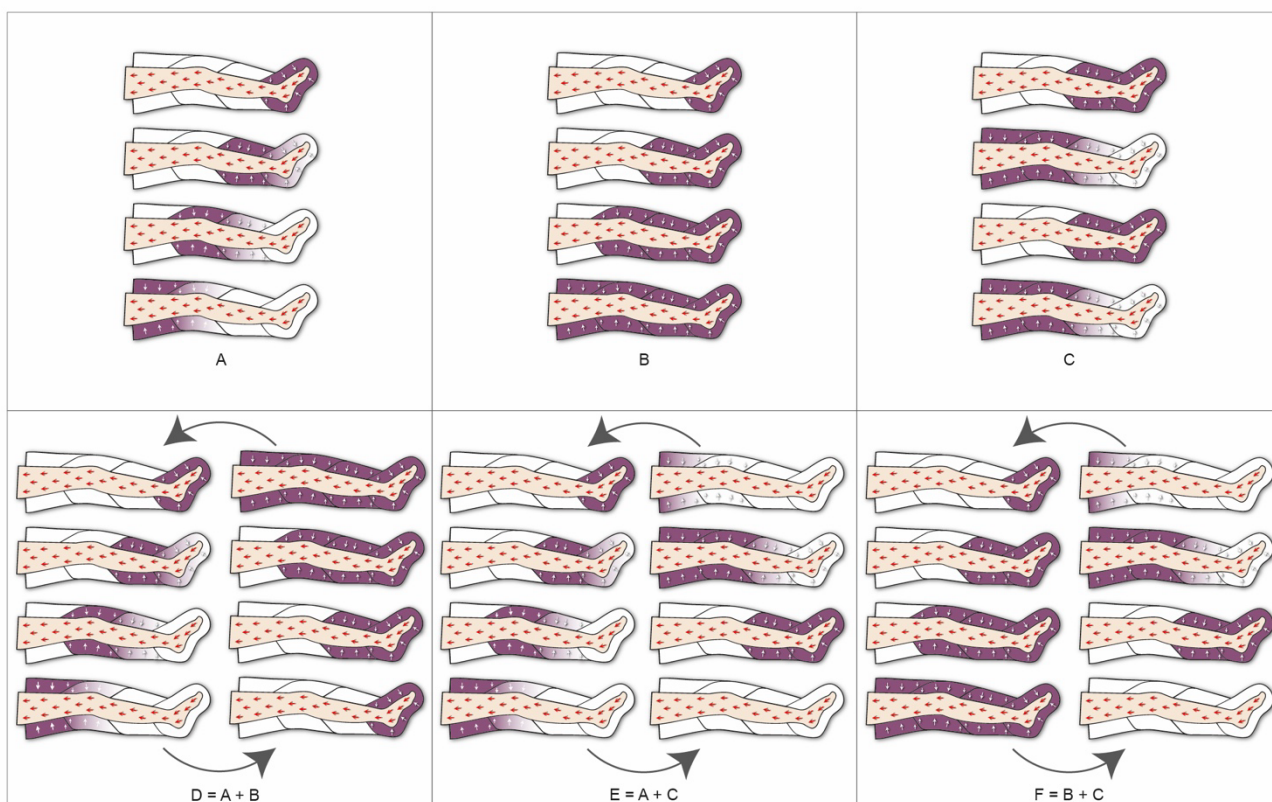 A
B
C
D = A + B
E = A + C
F = B + C